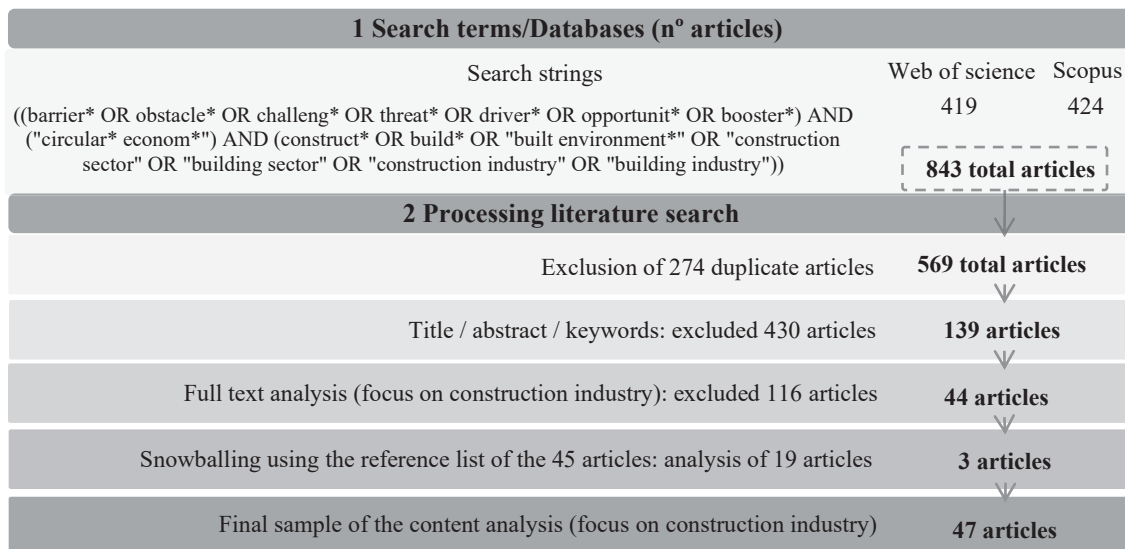 1 Search terms/Databases (nº articles)
Search strings
Web of science Scopus
419 424
((barrier* OR obstacle* OR challeng* OR threat* OR driver* OR opportunit* OR booster*) AND
("circular* econom*") AND (construct* OR build* OR "built environment*" OR "construction
sector" OR "building sector" OR "construction industry" OR "building industry"))
843 total articles
2 Processing literature search
Exclusion of 274 duplicate articles 569 total articles
Title / abstract / keywords: excluded 430 articles 139 articles
Full text analysis (focus on construction industry): excluded 116 articles 44 articles
Snowballing using the reference list of the 45 articles: analysis of 19 articles 3 articles
Final sample of the content analysis (focus on construction industry) 47 articles